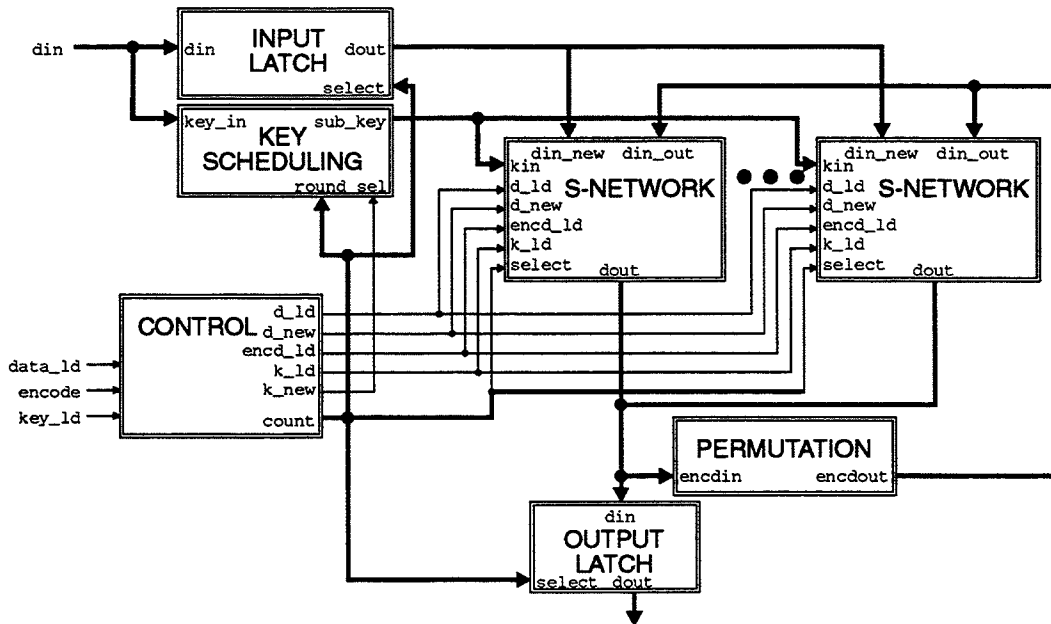 din
din
INPUT
LATCH
dout
select
key_in
sub_key
KEY
SCHEDULING
round_sel
din_new
din_out
kin
S-NETWORK
d_ld
d_new
encd_ld
k_ld
select
dout
din_new
din_out
kin
S-NETWORK
d_ld
d_new
encd_ld
k_ld
select
dout
CONTROL
d_ld
d_new
encd_ld
k_ld
k_new
count
data_ld
encode
key_ld
PERMUTATION
encdin
encdout
din
OUTPUT
LATCH
select
dout